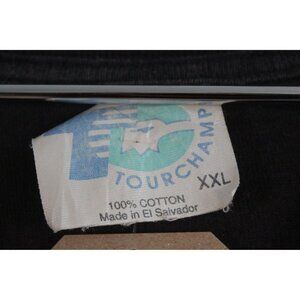 TOURCHAMP
XXL
100% COTTON
Made in El Salvador